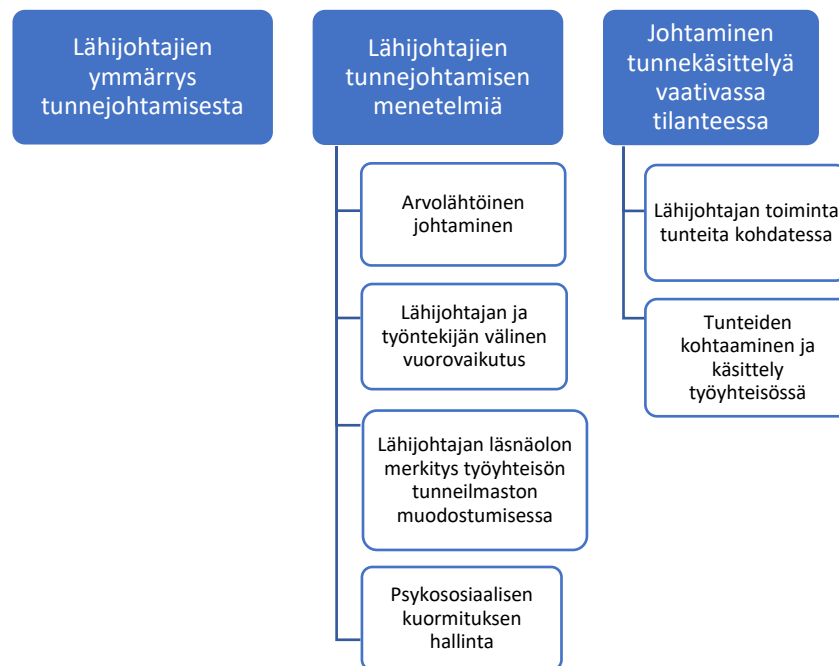 Lähijohtajien
ymmärrys
tunnejohtamisesta
Lähijohtajien
tunnejohtamisen
menetelmiä
Arvolähtöinen
johtaminen
Lähijohtajan ja
työntekijän välinen
vuorovaikutus
Lähijohtajan läsnäolon
merkitys työyhteisön
tunneilmaston
muodostumisessa
Psykososiaalisen
kuormituksen
hallinta
Johtaminen
tunnekäsittelyä
vaativassa
tilanteessa
Lähijohtajan toiminta
tunteita kohdatessa
Tunteiden
kohtaaminen ja
käsittely
työyhteisössä